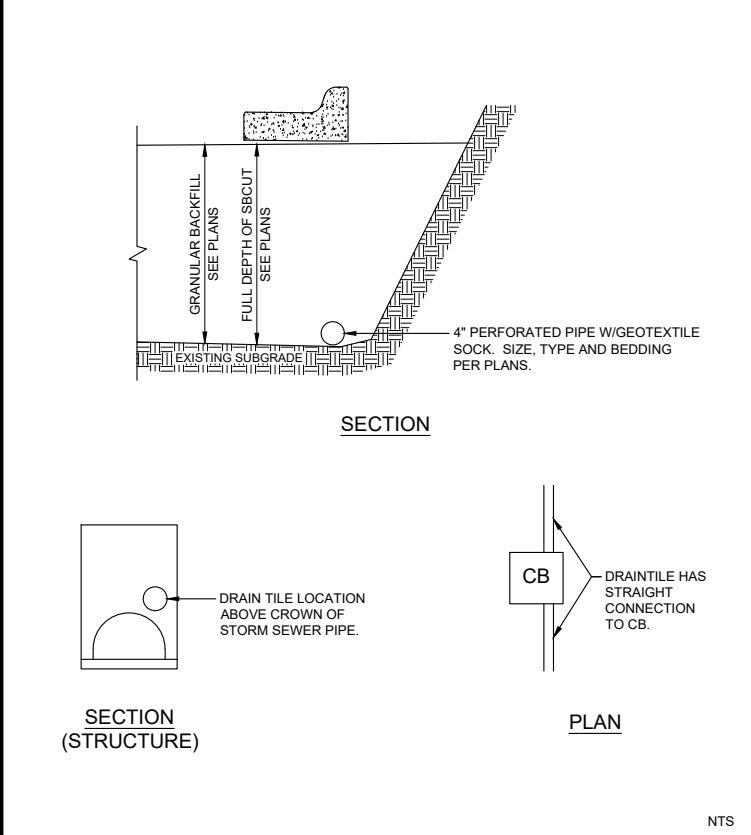 GRANULAR BACKFILL
SEE PLANS
FULL DEPTH OF SBCUT
SEE PLANS
4" PERFORATED PIPE W/GEOTEXTILE
SOCK. SIZE, TYPE AND BEDDING
PER PLANS.
EXISTING SUBGRADE
SECTION
DRAIN TILE LOCATION
ABOVE CROWN OF
STORM SEWER PIPE.
SECTION
(STRUCTURE)
CB
DRAINTILE HAS
STRAIGHT
CONNECTION
TO CB.
PLAN
NTS